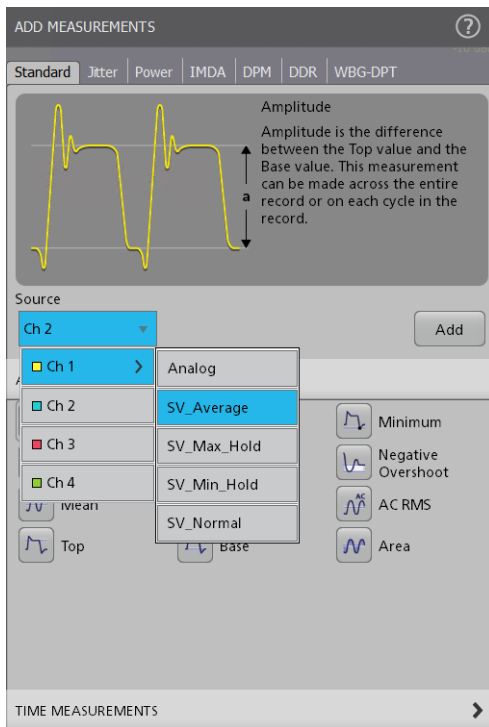 ADD MEASUREMENTS
?
Standard Jitter Power IMDA DPM DDR WBG-DPT
Amplitude
Amplitude is the difference
between the Top value and the
Base value. This measurement
can be made across the entire
record or on each cycle in the
record.
a
Source
Ch 2
Add
Ch 1
Analog
Ch 2
SV_Average
Minimum
Ch 3
SV_Max_Hold
Negative
Overshoot
Ch 4
SV_Min_Hold
Mean
AC
AC RMS
SV_Normal
Top
Base
Area
TIME MEASUREMENTS